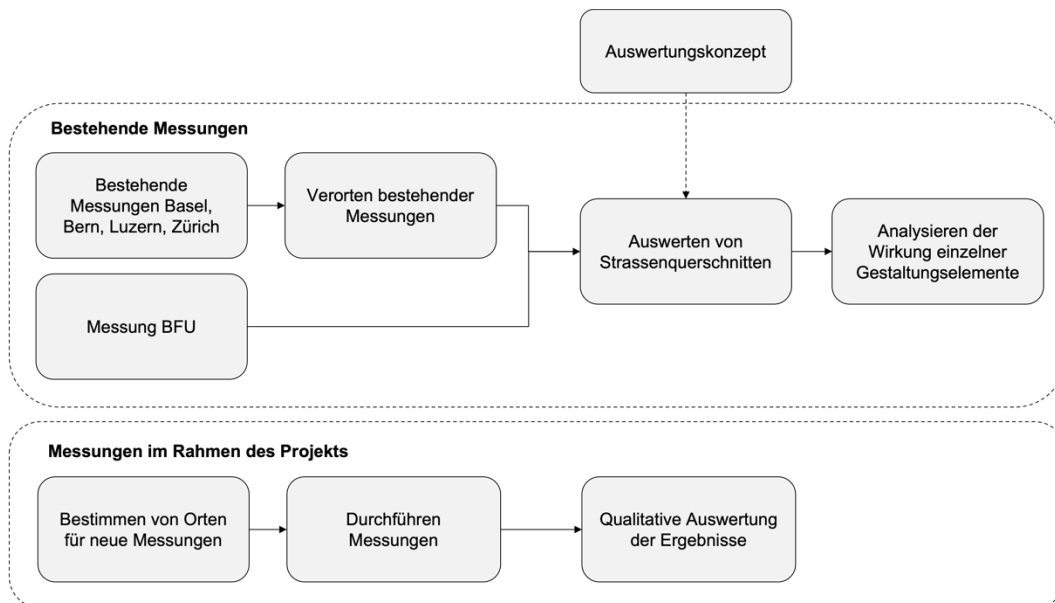 Auswertungskonzept
Bestehende Messungen
Bestehende
Messungen Basel,
Bern, Luzern, Zürich
Verorten bestehender
Messungen
Auswerten von
Strassenquerschnitten
Analysieren der
Wirkung einzelner
Gestaltungselemente
Messung BFU
Messungen im Rahmen des Projekts
Bestimmen von Orten
für neue Messungen
Durchführen
Messungen
Qualitative Auswertung
der Ergebnisse